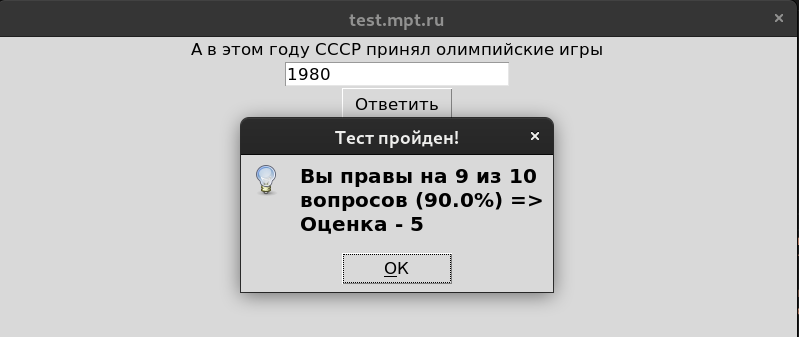 test.mpt.ru
×
А в этом году СССР принял олимпийские игры
1980
Ответить
Тест пройден!
×
Вы правы на 9 из 10
вопросов (90.0%) =>
Оценка - 5
OK